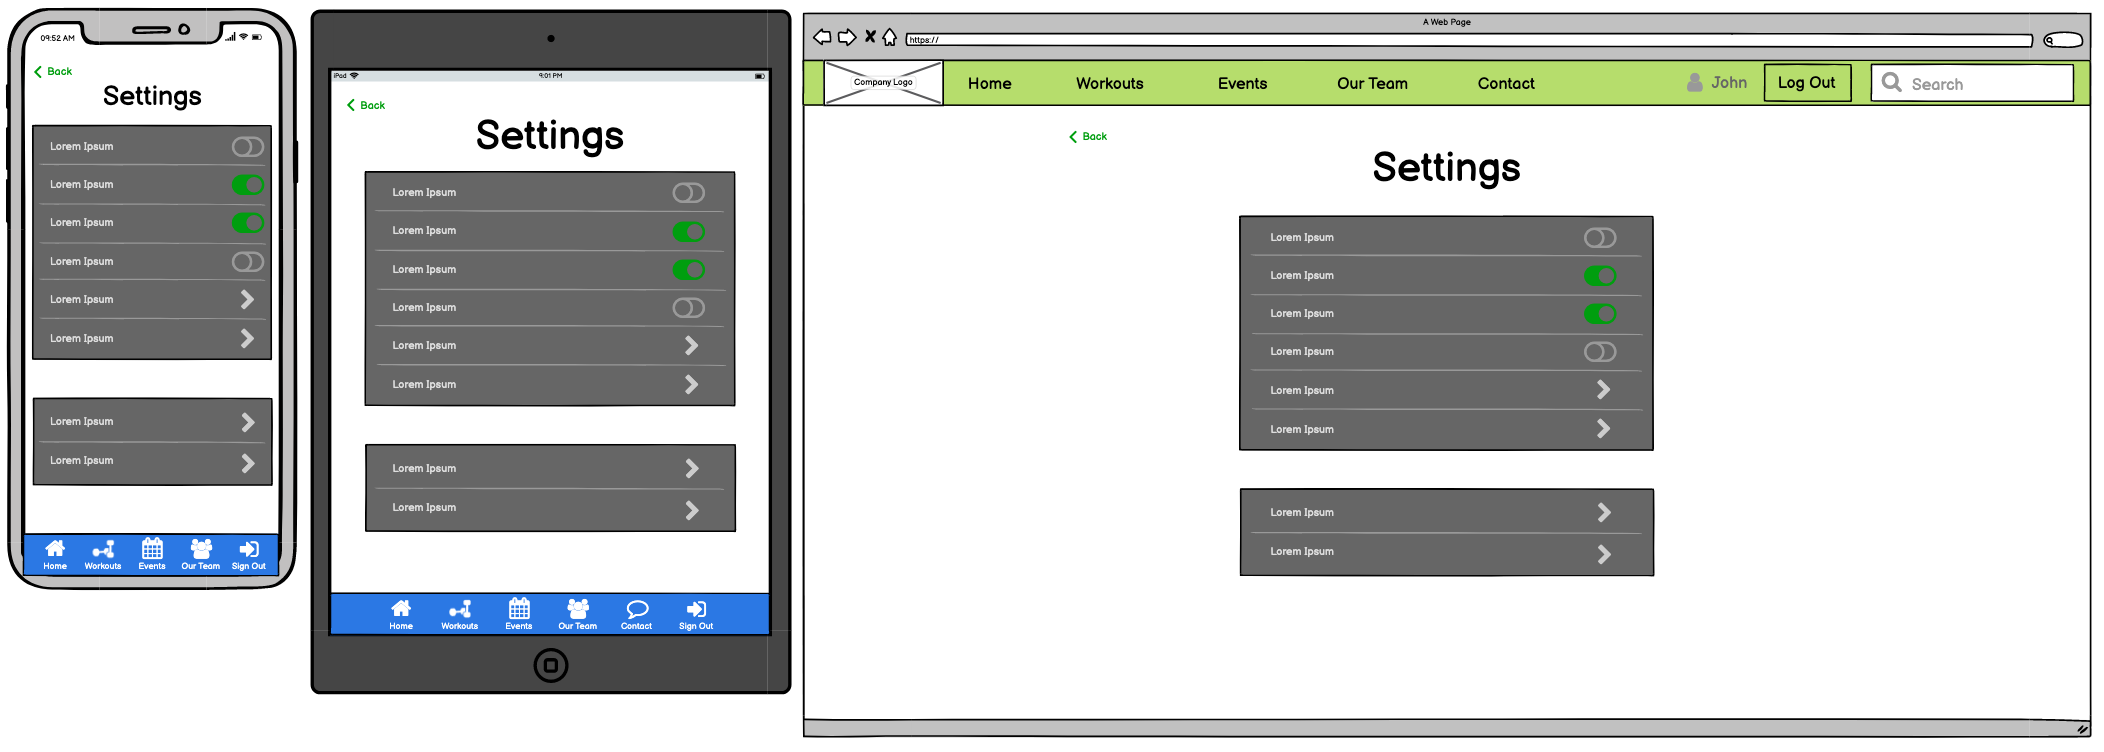 09:52 AM
Back
Settings
Lorem Ipsum
Lorem Ipsum
Lorem Ipsum
Lorem Ipsum
Lorem Ipsum
Lorem Ipsum
Lorem Ipsum
Lorem Ipsum
Home Workouts Events Our Team Sign Out
iPad 9:01 PM
Back
Settings
Lorem Ipsum
Lorem Ipsum
Lorem Ipsum
Lorem Ipsum
Lorem Ipsum
Lorem Ipsum
Lorem Ipsum
Lorem Ipsum
Home Workouts Events Our Team Contact Sign Out
A Web Page
https://
Company Logo Home Workouts Events Our Team Contact John Log Out Search
Back
Settings
Lorem Ipsum
Lorem Ipsum
Lorem Ipsum
Lorem Ipsum
Lorem Ipsum
Lorem Ipsum
Lorem Ipsum
Lorem Ipsum